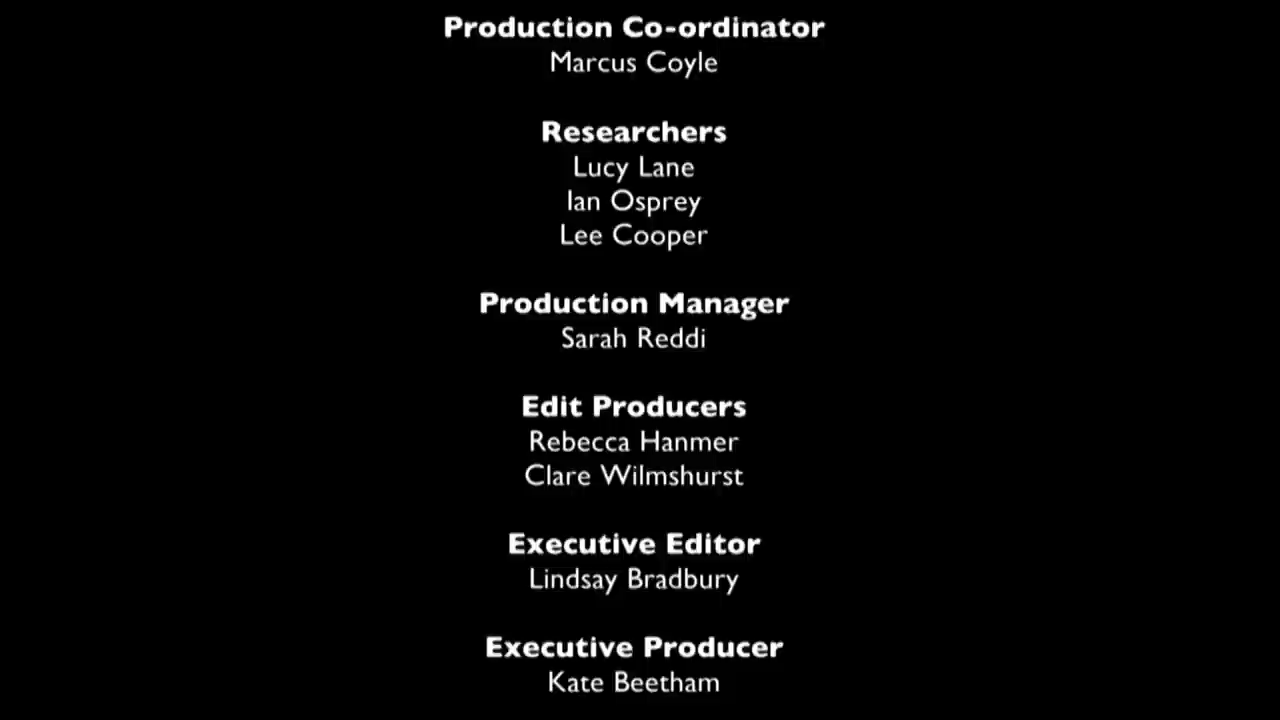 Production Co-ordinator
Marcus Coyle
Researchers
Lucy Lane
Ian Osprey
Lee Cooper
Production Manager
Sarah Reddi
Edit Producers
Rebecca Hanmer
Clare Wilmshurst
Executive Editor
Lindsay Bradbury
Executive Producer
Kate Beetham